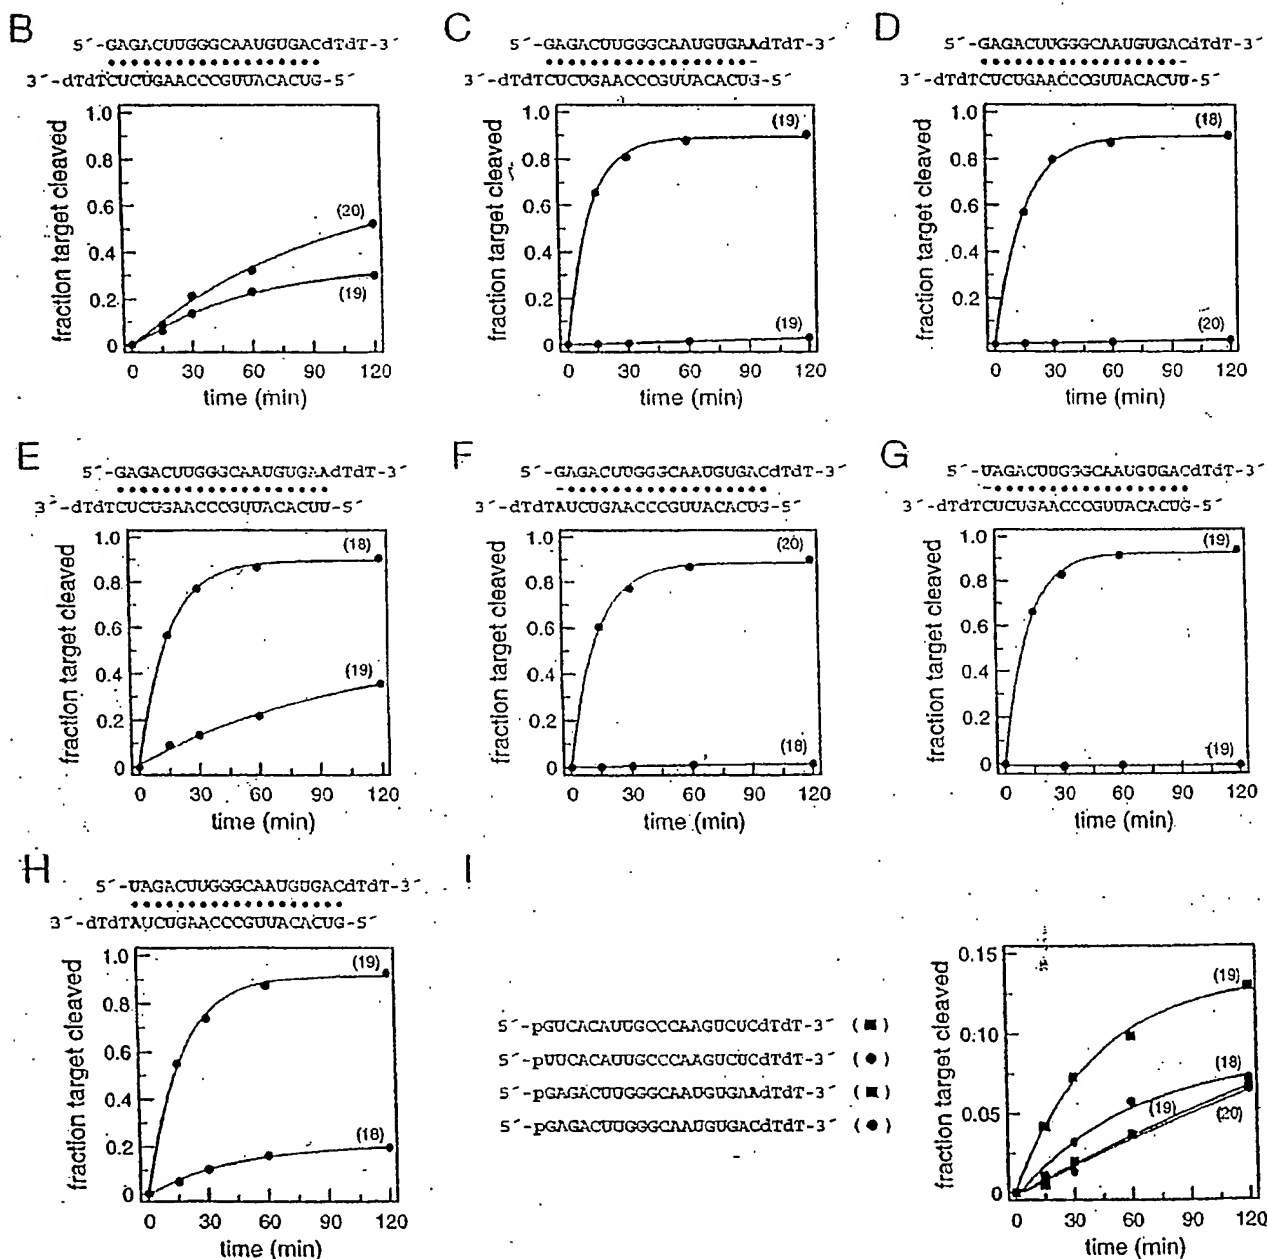 B
5´-GAGACUUGGGCAAUGUGACdTdT-3´
3´-dTdTCUCUGAACCCGUUACACUG-5´
fraction target cleaved
1.0
0.8
0.6
0.4
0.2
0
(20)
(19)
0 30 60 90 120
time (min)
C
5´-GAGACUUGGGCAAUGUGAAdTdT-3´
3´-dTdTCUCUGAACCCGUUACACUG-5´
fraction target cleaved
1.0
0.8
0.6
0.4
0.2
0
(19)
(19)
0 30 60 90 120
time (min)
D
5´-GAGACUUGGGCAAUGUGACdTdT-3´
3´-dTdTCUCUGAACCCGUUACACUU-5´
fraction target cleaved
1.0
0.8
0.6
0.4
0.2
(18)
(20)
0 30 60 90 120
time (min)
E
5´-GAGACUUGGGCAAUGUGAAdTdT-3´
3´-dTdTCUCUGAACCCGUUACACUU-5´
fraction target cleaved
1.0
0.8
0.6
0.4
0.2
0
(18)
(19)
0 30 60 90 120
time (min)
F
5´-GAGACUUGGGCAAUGUGACdTdT-3´
3´-dTdTAUCUGAACCCGUUACACUG-5´
fraction target cleaved
1.0
0.8
0.6
0.4
0.2
0
(20)
(18)
0 30 60 90 120
time (min)
G
5´-UAGACUUGGGCAAUGUGACdTdT-3´
3´-dTdTCUCUGAACCCGUUACACUG-5´
fraction target cleaved
1.0
0.8
0.6
0.4
0.2
0
(19)
(19)
0 30 60 90 120
time (min)
H
5´-UAGACUUGGGCAAUGUGACdTdT-3´
3´-dTdTAUCUGAACCCGUUACACUG-5´
fraction target cleaved
1.0
0.8
0.6
0.4
0.2
0
(19)
(18)
0 30 60 90 120
time (min)
I
5´-pGUCACAUUGCCCAAGUCUCdTdT-3´ (■)
5´-pUUCACAUUGCCCAAGUCUCdTdT-3´ (●)
5´-pGAGACUUGGGCAAUGUGAAdTdT-3´ (■)
5´-pGAGACUUGGGCAAUGUGACdTdT-3´ (●)
fraction target cleaved
0.15
0.10
0.05
0
(19)
(18)
(19)
(20)
0 30 60 90 120
time (min)